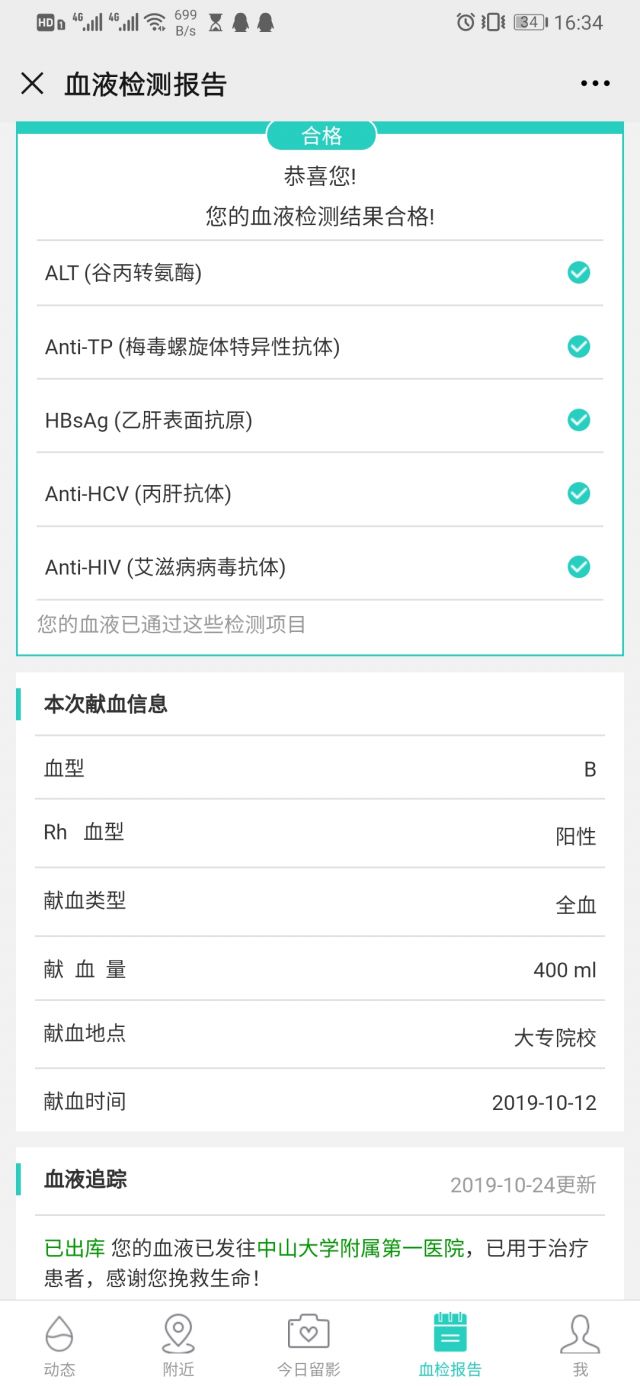 HD 1 4G 4G 699 B/s 34 16:34
血液检测报告
合格
恭喜您!
您的血液检测结果合格!
ALT (谷丙转氨酶)
Anti-TP (梅毒螺旋体特异性抗体)
HBsAg (乙肝表面抗原)
Anti-HCV (丙肝抗体)
Anti-HIV (艾滋病病毒抗体)
您的血液已通过这些检测项目
本次献血信息
血型 B
Rh 血型 阳性
献血类型 全血
献 血 量 400 ml
献血地点 大专院校
献血时间 2019-10-12
血液追踪 2019-10-24更新
已出库 您的血液已发往中山大学附属第一医院，已用于治疗
患者，感谢您挽救生命！
动态 附近 今日留影 血检报告 我